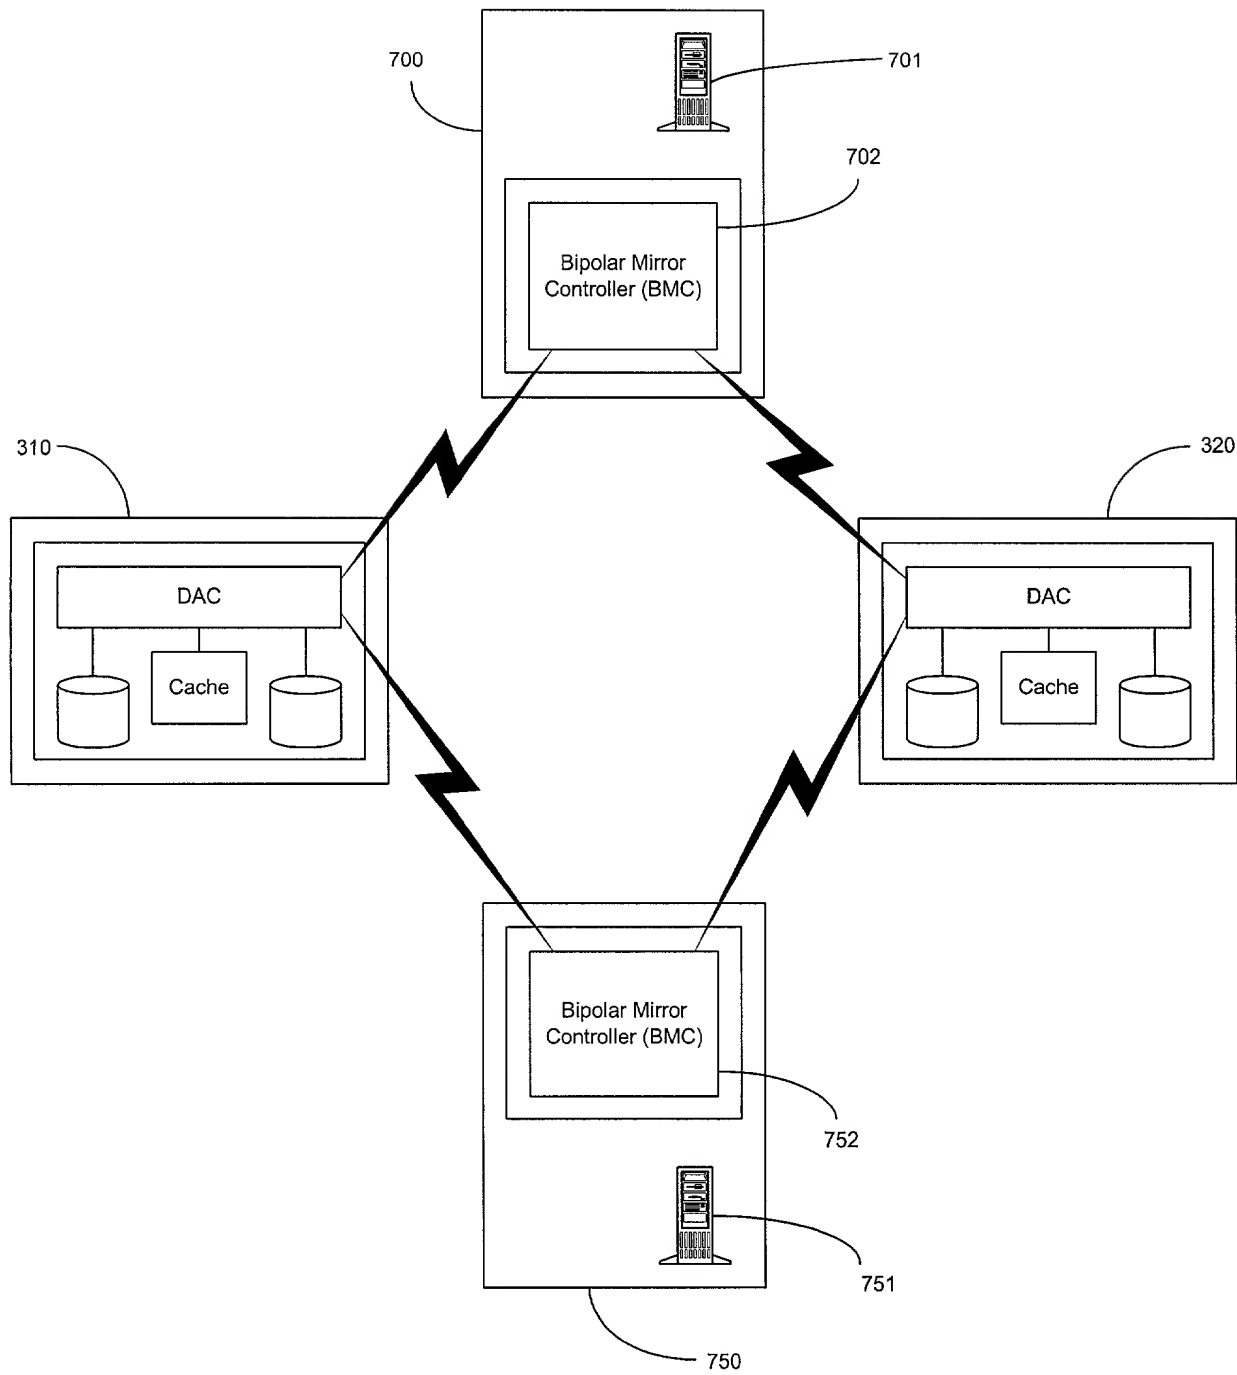 700
701
702
Bipolar Mirror
Controller (BMC)
310
320
DAC
DAC
Cache
Cache
Bipolar Mirror
Controller (BMC)
752
751
750